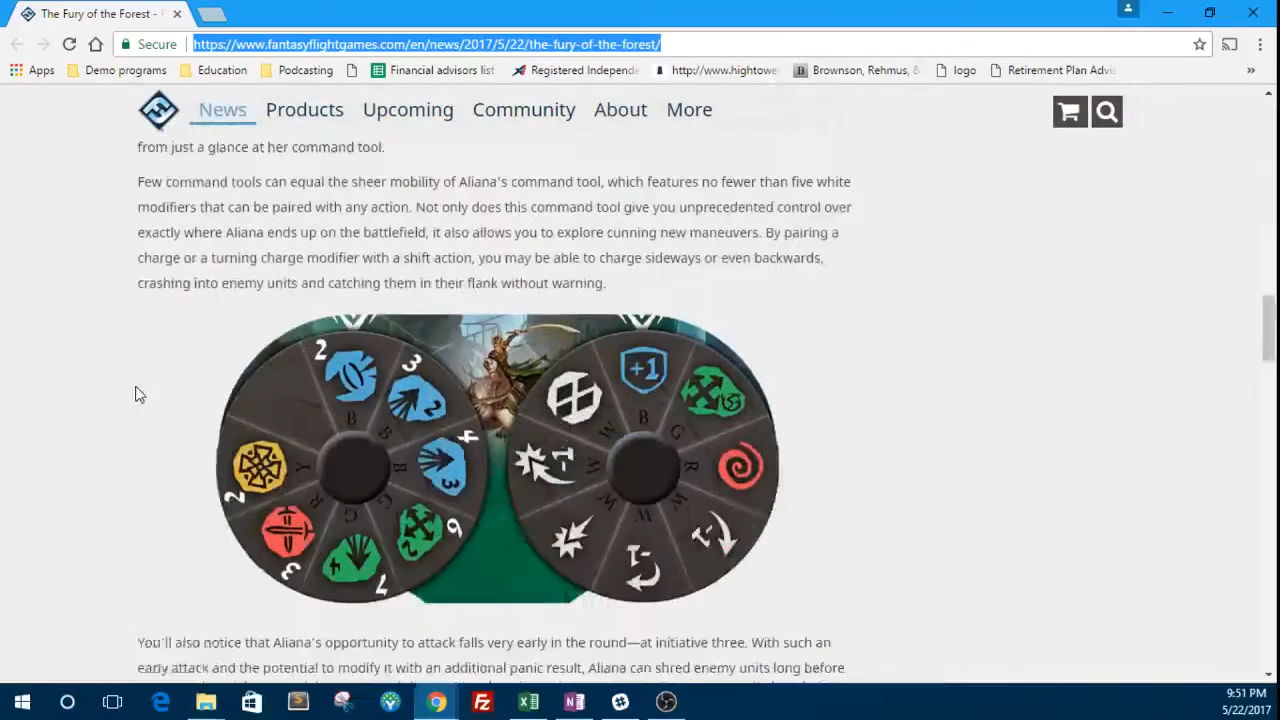 The Fury of the Forest - F
Secure
https://www.fantasyflightgames.com/en/news/2017/5/22/the-fury-of-the-forest/
Apps Demo programs Education Podcasting Financial advisors list Registered Independe http://www.hightowe Brownson, Rehmus, & logo Retirement Plan Advis »
News Products Upcoming Community About More
from just a glance at her command tool.
Few command tools can equal the sheer mobility of Aliana's command tool, which features no fewer than five white
modifiers that can be paired with any action. Not only does this command tool give you unprecedented control over
exactly where Aliana ends up on the battlefield, it also allows you to explore cunning new maneuvers. By pairing a
charge or a turning charge modifier with a shift action, you may be able to charge sideways or even backwards,
crashing into enemy units and catching them in their flank without warning.
2 3 2 B B 4 3 B 6 2 G 7 4 G 3 R 2 Y
+1 B G R W -1 W -1 W W -1 W
You'll also notice that Aliana's opportunity to attack falls very early in the round—at initiative three. With such an
early attack and the potential to modify it with an additional panic result, Aliana can shred enemy units long before
9:51 PM
5/22/2017